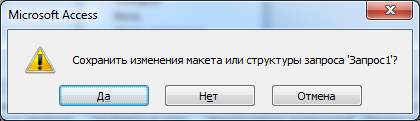 Microsoft Access
Сохранить изменения макета или структуры запроса 'Запрос1'?
Да
Нет
Отмена